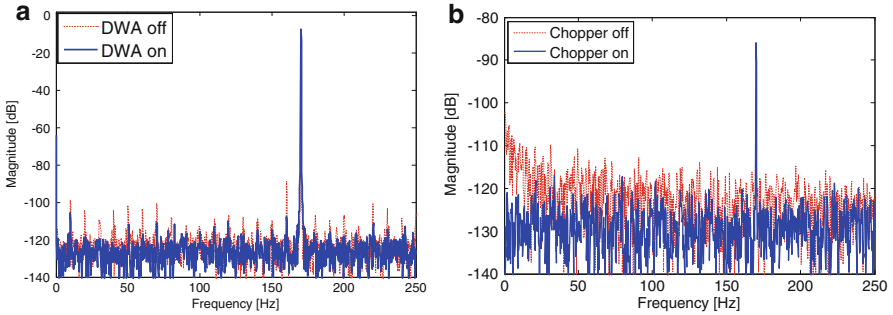 a
DWA off
DWA on
0
-20
-40
-60
-80
-100
-120
-140
0
50
100
150
200
250
Magnitude [dB]
Frequency [Hz]
b
Chopper off
Chopper on
-80
-90
-100
-110
-120
-130
-140
0
50
100
150
200
250
Magnitude [dB]
Frequency [Hz]